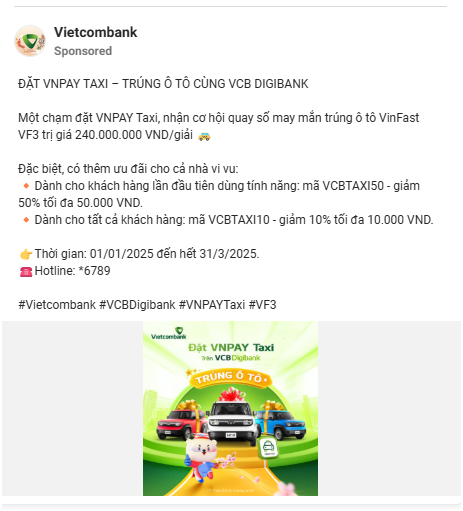 Vietcombank
Sponsored
ĐẶT VNPAY TAXI – TRÚNG Ô TÔ CÙNG VCB DIGIBANK
Một chạm đặt VNPAY Taxi, nhận cơ hội quay số may mắn trúng ô tô VinFast
VF3 trị giá 240.000.000 VND/giải 🚕
Đặc biệt, có thêm ưu đãi cho cả nhà vi vu:
🔸Dành cho khách hàng lần đầu tiên dùng tính năng: mã VCBTAXI50 - giảm
50% tối đa 50.000 VND.
🔸Dành cho tất cả khách hàng: mã VCBTAXI10 - giảm 10% tối đa 10.000 VND.
👉Thời gian: 01/01/2025 đến hết 31/3/2025.
☎️Hotline: *6789
#Vietcombank #VCBDigibank #VNPAYTaxi #VF3
Vietcombank
Đặt VNPAY Taxi
Trên VCBDigibank
TRÚNG Ô TÔ